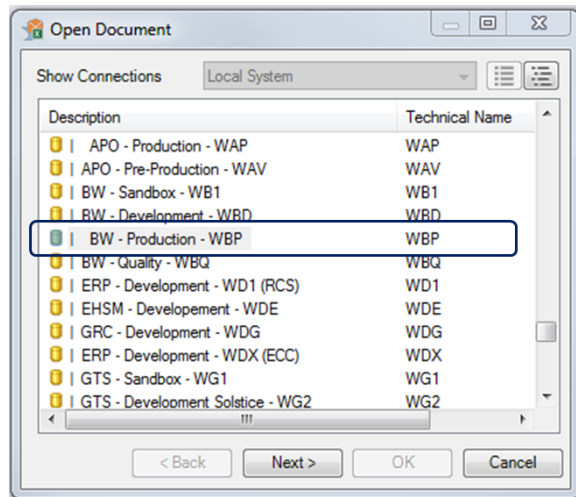 Open Document
Show Connections Local System
Description Technical Name
| APO - Production - WAP WAP
| APO - Pre-Production - WAV WAV
| BW - Sandbox - WB1 WB1
| BW - Development - WBD WBD
| BW - Production - WBP WBP
| BW - Quality - WBQ WBQ
| ERP - Development - WD1 (RCS) WD1
| EHSM - Developement - WDE WDE
| GRC - Development - WDG WDG
| ERP - Development - WDX (ECC) WDX
| GTS - Sandbox - WG1 WG1
| GTS - Development Solstice - WG2 WG2
< Back Next > OK Cancel